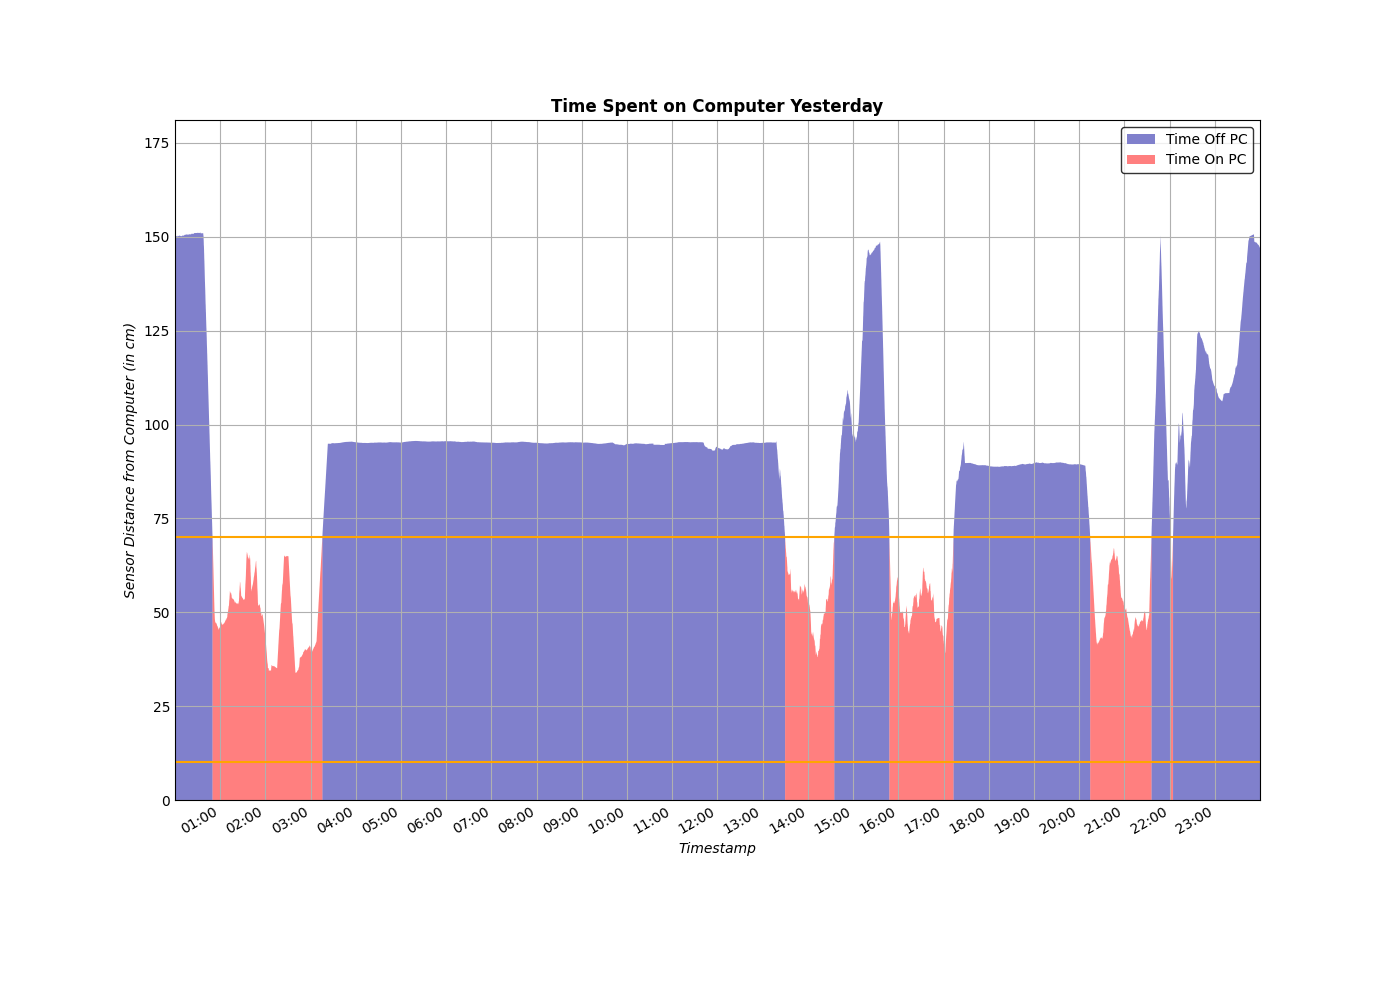 Time Spent on Computer Yesterday
Time Off PC
Time On PC
Sensor Distance from Computer (in cm)
175
150
125
100
75
50
25
0
01:00 02:00 03:00 04:00 05:00 06:00 07:00 08:00 09:00 10:00 11:00 12:00 13:00 14:00 15:00 16:00 17:00 18:00 19:00 20:00 21:00 22:00 23:00
Timestamp